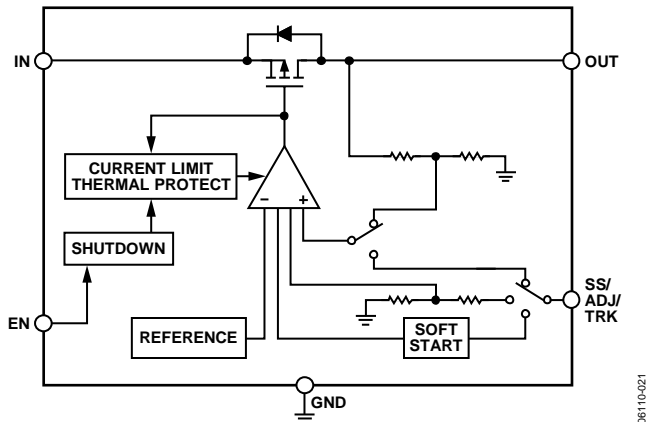 IN
OUT
CURRENT LIMIT
THERMAL PROTECT
–
+
SHUTDOWN
EN
REFERENCE
SOFT
START
SS/
ADJ/
TRK
GND
06110-021